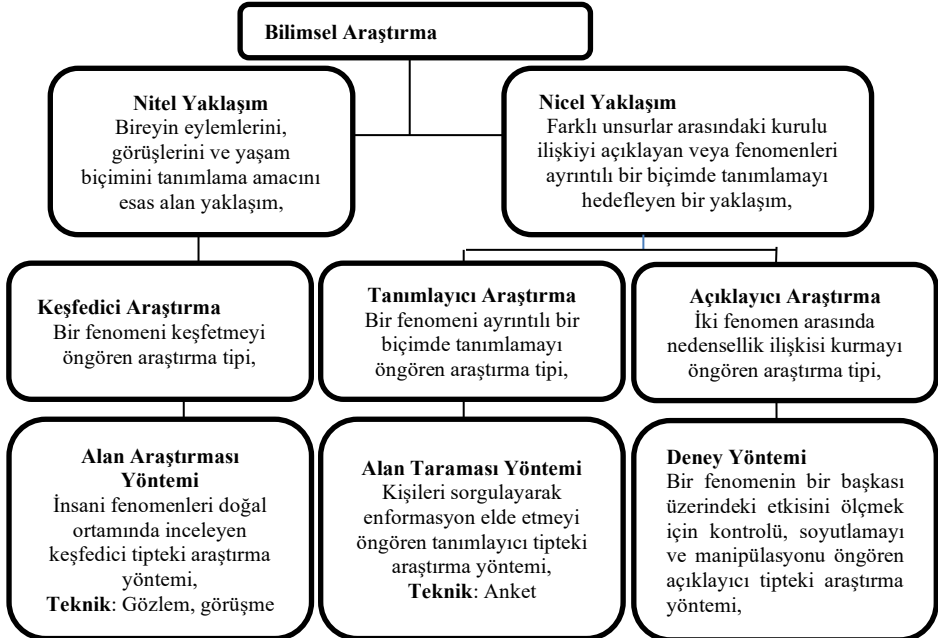 Bilimsel Araştırma
Nitel Yaklaşım
Bireyin eylemlerini,
görüşlerini ve yaşam
biçimini tanımlama amacını
esas alan yaklaşım,
Nicel Yaklaşım
Farklı unsurlar arasındaki kurulu
ilişkiyi açıklayan veya fenomenleri
ayrıntılı bir biçimde tanımlamayı
hedefleyen bir yaklaşım,
Keşfedici Araştırma
Bir fenomeni keşfetmeyi
öngören araştırma tipi,
Tanımlayıcı Araştırma
Bir fenomeni ayrıntılı bir
biçimde tanımlamayı
öngören araştırma tipi,
Açıklayıcı Araştırma
İki fenomen arasında
nedensellik ilişkisi kurmayı
öngören araştırma tipi,
Alan Araştırması
Yöntemi
İnsani fenomenleri doğal
ortamında inceleyen
keşfedici tipteki araştırma
yöntemi,
Teknik: Gözlem, görüşme
Alan Taraması Yöntemi
Kişileri sorgulayarak
enformasyon elde etmeyi
öngören tanımlayıcı tipteki
araştırma yöntemi,
Teknik: Anket
Deney Yöntemi
Bir fenomenin bir başkası
üzerindeki etkisini ölçmek
için kontrolü, soyutlamayı
ve manipülasyonu öngören
açıklayıcı tipteki araştırma
yöntemi,